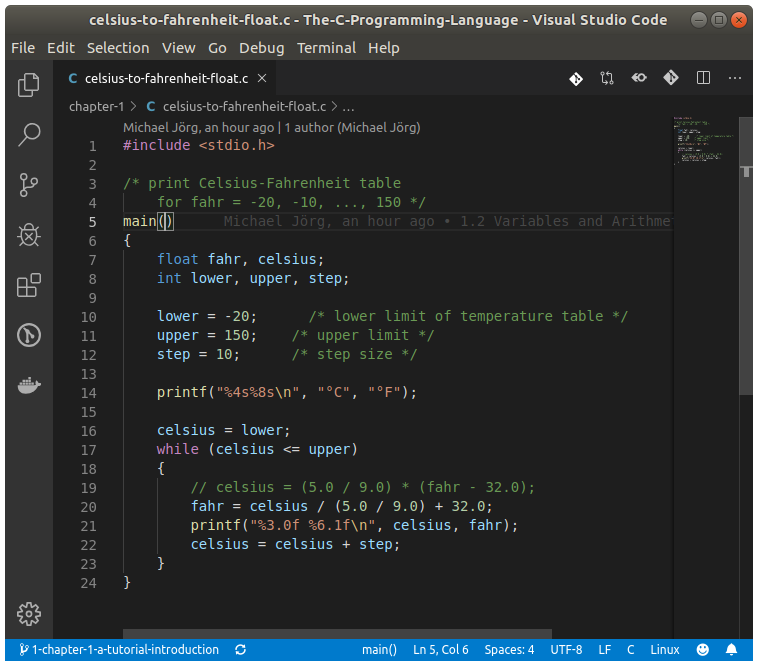 celsius-to-fahrenheit-float.c - The-C-Programming-Language - Visual Studio Code
File Edit Selection View Go Debug Terminal Help
C celsius-to-fahrenheit-float.c ×
chapter-1 > C celsius-to-fahrenheit-float.c > ...
Michael Jörg, an hour ago | 1 author (Michael Jörg)
1 #include <stdio.h>
2
3 /* print Celsius-Fahrenheit table
4     for fahr = -20, -10, ..., 150 */
5 main()      Michael Jörg, an hour ago • 1.2 Variables and Arithme
6 {
7     float fahr, celsius;
8     int lower, upper, step;
9
10     lower = -20;      /* lower limit of temperature table */
11     upper = 150;    /* upper limit */
12     step = 10;      /* step size */
13
14     printf("%4s%8s\n", "°C", "°F");
15
16     celsius = lower;
17     while (celsius <= upper)
18     {
19         // celsius = (5.0 / 9.0) * (fahr - 32.0);
20         fahr = celsius / (5.0 / 9.0) + 32.0;
21         printf("%3.0f %6.1f\n", celsius, fahr);
22         celsius = celsius + step;
23     }
24 }
1-chapter-1-a-tutorial-introduction main() Ln 5, Col 6 Spaces: 4 UTF-8 LF C Linux